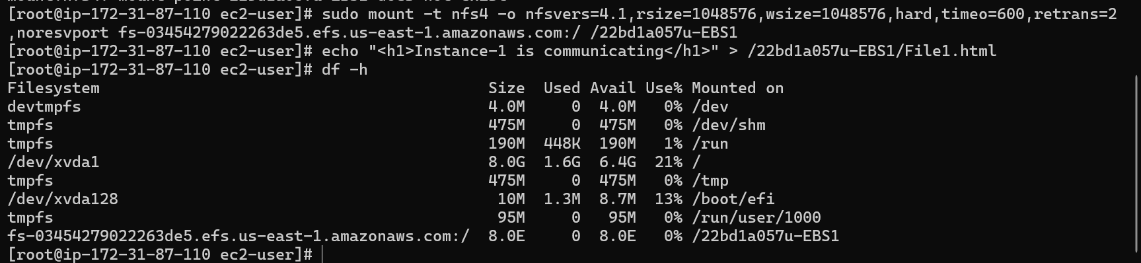 [root@ip-172-31-87-110 ec2-user]# sudo mount -t nfs4 -o nfsvers=4.1,rsize=1048576,wsize=1048576,hard,timeo=600,retrans=2
,noresvport fs-03454279022263de5.efs.us-east-1.amazonaws.com:/ /22bd1a057u-EBS1
[root@ip-172-31-87-110 ec2-user]# echo "<h1>Instance-1 is communicating</h1>" > /22bd1a057u-EBS1/File1.html
[root@ip-172-31-87-110 ec2-user]# df -h
Filesystem Size Used Avail Use% Mounted on
devtmpfs 4.0M 0 4.0M 0% /dev
tmpfs 475M 0 475M 0% /dev/shm
tmpfs 190M 448K 190M 1% /run
/dev/xvda1 8.0G 1.6G 6.4G 21% /
tmpfs 475M 0 475M 0% /tmp
/dev/xvda128 10M 1.3M 8.7M 13% /boot/efi
tmpfs 95M 0 95M 0% /run/user/1000
fs-03454279022263de5.efs.us-east-1.amazonaws.com:/ 8.0E 0 8.0E 0% /22bd1a057u-EBS1
[root@ip-172-31-87-110 ec2-user]#